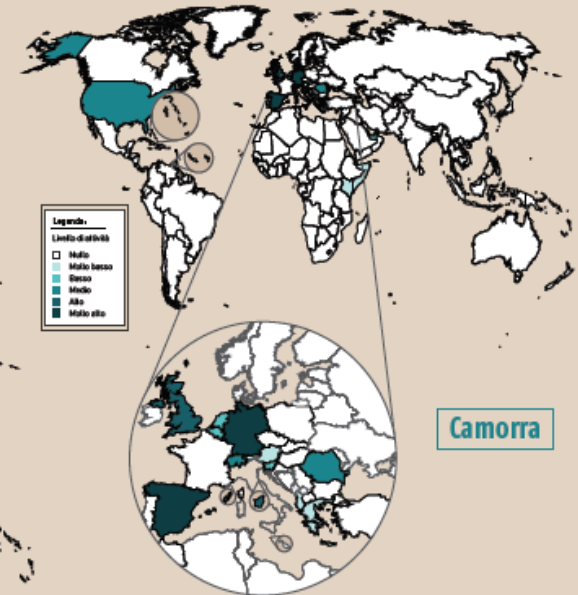 Legenda.
Livello di attività
Nullo
Molto basso
Basso
Medio
Alto
Molto alto
Camorra